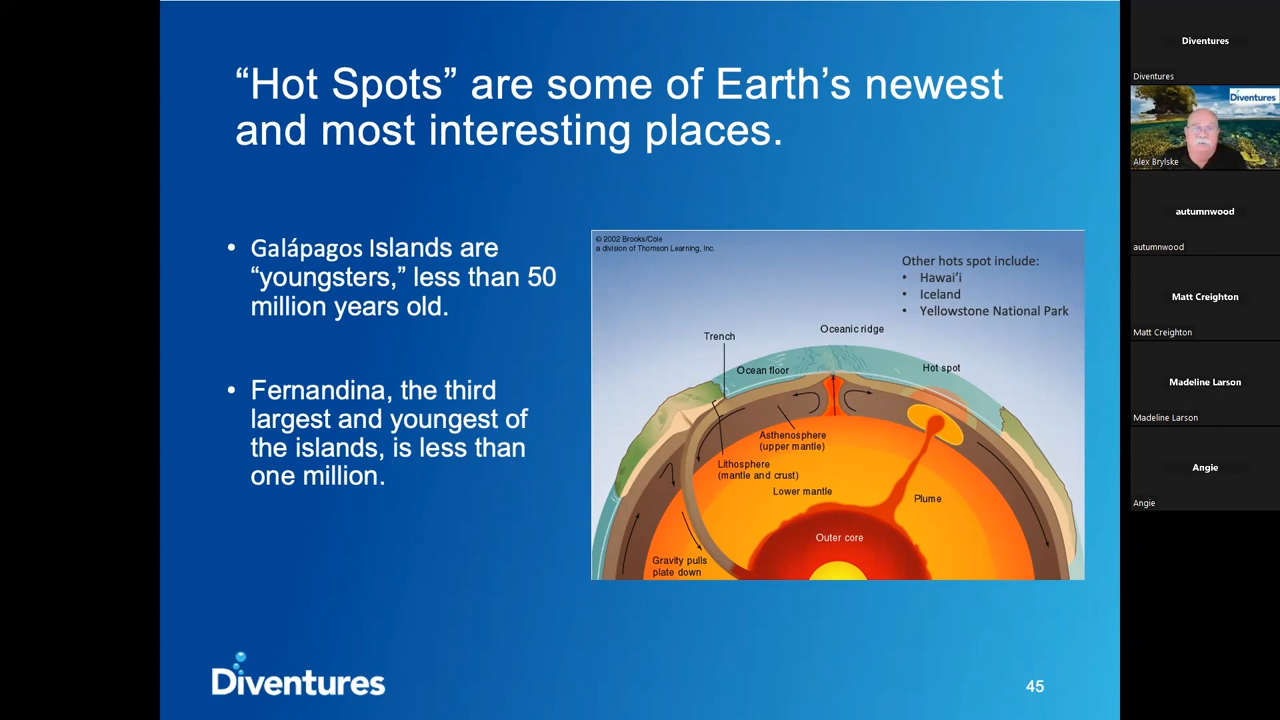 “Hot Spots” are some of Earth’s newest
and most interesting places.
• Galápagos Islands are
“youngsters,” less than 50
million years old.
• Fernandina, the third
largest and youngest of
the islands, is less than
one million.
© 2002 Brooks/Cole
a division of Thomson Learning, Inc.
Other hots spot include:
• Hawai’i
• Iceland
• Yellowstone National Park
Trench
Oceanic ridge
Ocean floor
Hot spot
Asthenosphere
(upper mantle)
Lithosphere
(mantle and crust)
Lower mantle
Plume
Outer core
Gravity pulls
plate down
Diventures
45
Diventures
Diventures
Diventures
Alex Brylske
autumnwood
autumnwood
Matt Creighton
Matt Creighton
Madeline Larson
Madeline Larson
Angie
Angie